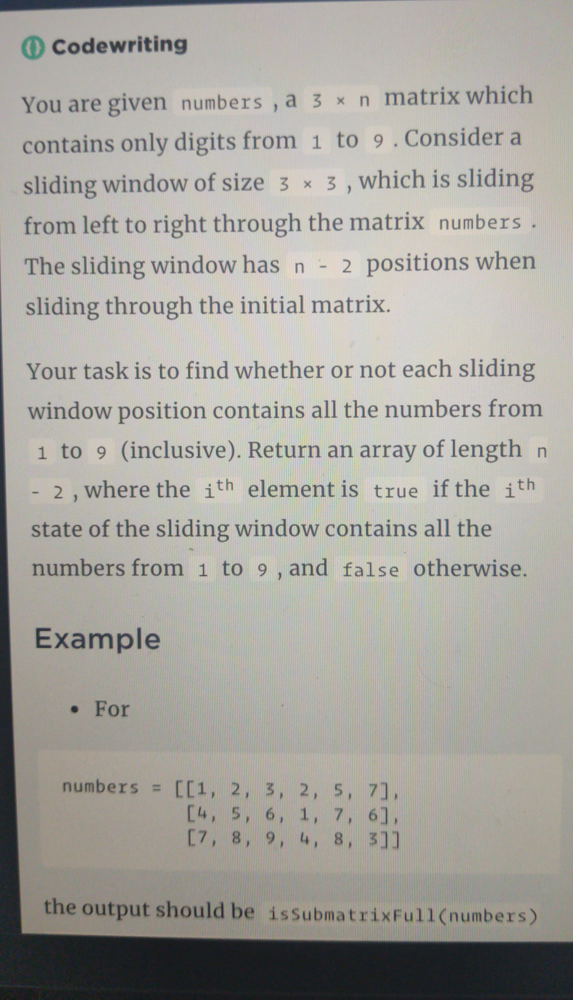 Codewriting
You are given numbers , a 3 × n matrix which
contains only digits from 1 to 9 . Consider a
sliding window of size 3 × 3 , which is sliding
from left to right through the matrix numbers .
The sliding window has n - 2 positions when
sliding through the initial matrix.
Your task is to find whether or not each sliding
window position contains all the numbers from
1 to 9 (inclusive). Return an array of length n
- 2 , where the iᵗʰ element is true if the iᵗʰ
state of the sliding window contains all the
numbers from 1 to 9 , and false otherwise.
Example
• For
numbers = [[1, 2, 3, 2, 5, 7],
[4, 5, 6, 1, 7, 6],
[7, 8, 9, 4, 8, 3]]
the output should be isSubmatrixFull(numbers)